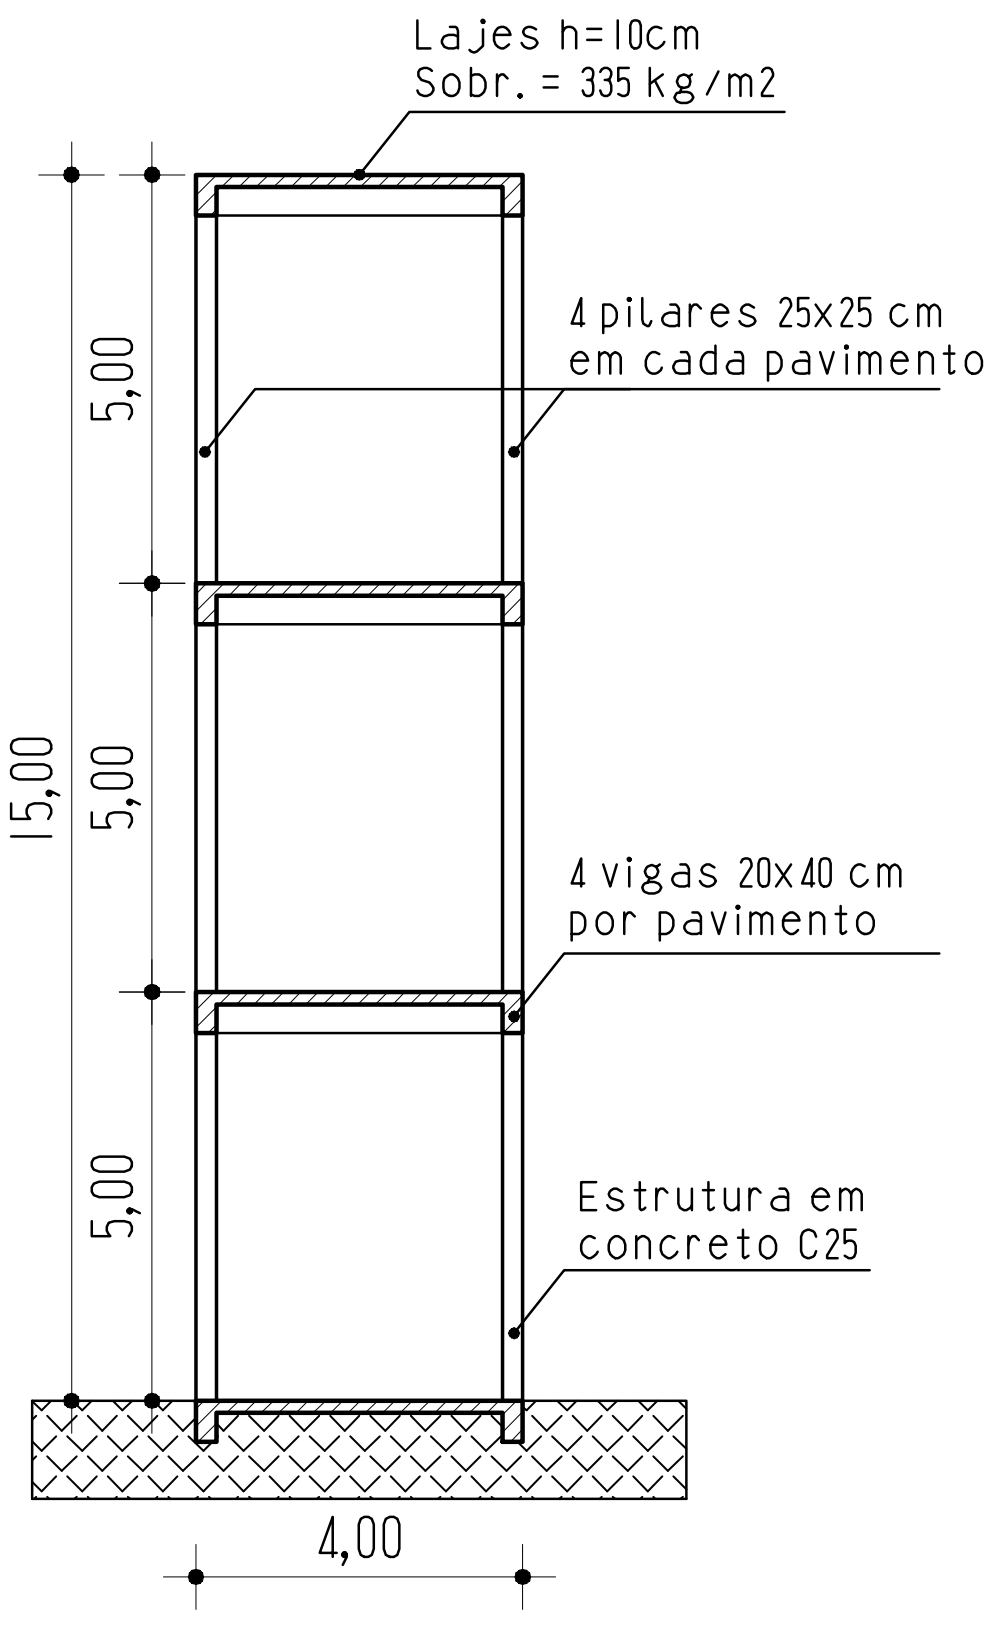 Lajes h=10cm
Sobr. = 335 kg/m2
4 pilares 25x25 cm
em cada pavimento
5,00
15,00
5,00
4 vigas 20x40 cm
por pavimento
5,00
Estrutura em
concreto C25
4,00